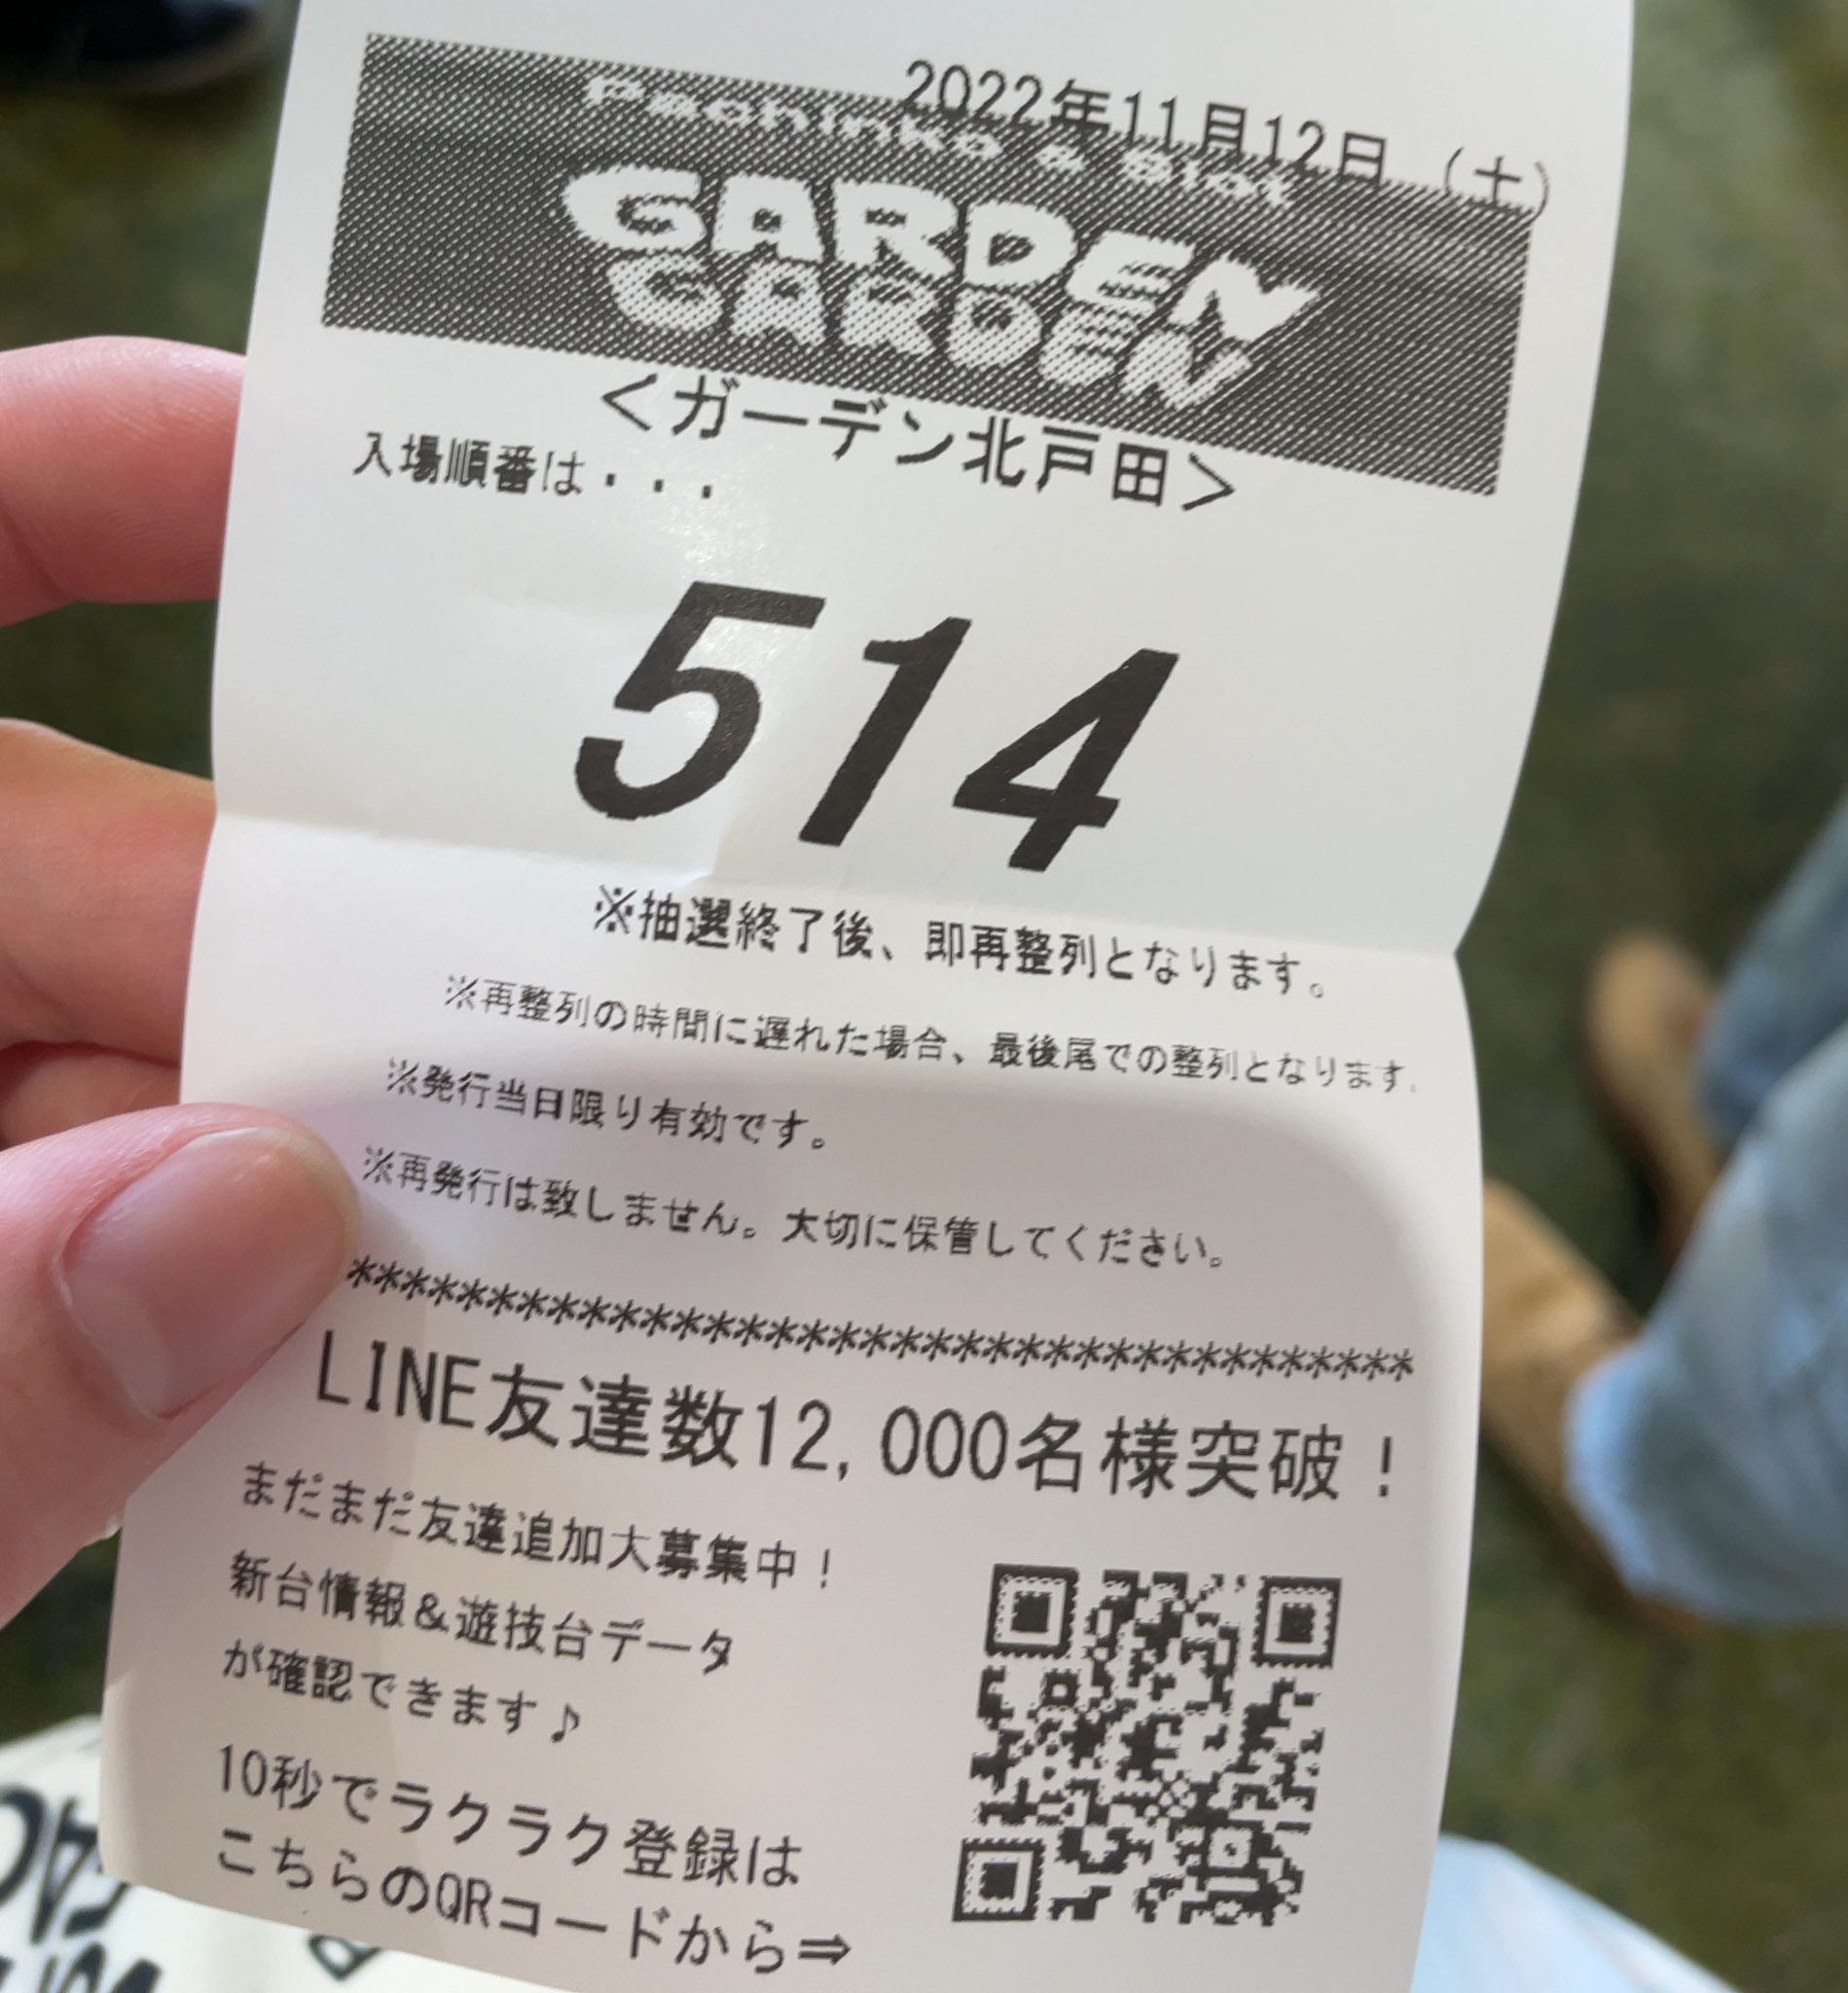 2022年11月12日 (土)
Pachinko & Slot
GARDEN
GARDEN
<ガーデン北戸田>
入場順番は・・・
514
※抽選終了後、即再整列となります。
※再整列の時間に遅れた場合、最後尾での整列となります.
※発行当日限り有効です。
※再発行は致しません。大切に保管してください。
***********************************
LINE友達数12,000名様突破!
まだまだ友達追加大募集中!
新台情報&遊技台データ
が確認できます♪
10秒でラクラク登録は
こちらのQRコードから⇒